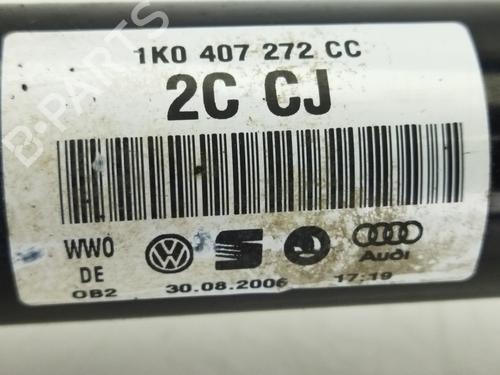 1K0 407 272 CC
2C CJ
WWO
DE
OB2
Audi
30.08.2006
17:19
B-PARTS